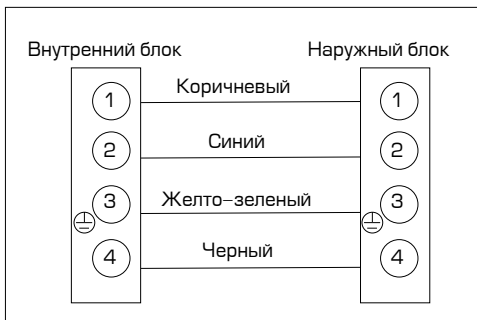 Внутренний блок Наружный блок
1 Коричневый 1
2 Синий 2
3 Желто-зеленый 3
4 Черный 4